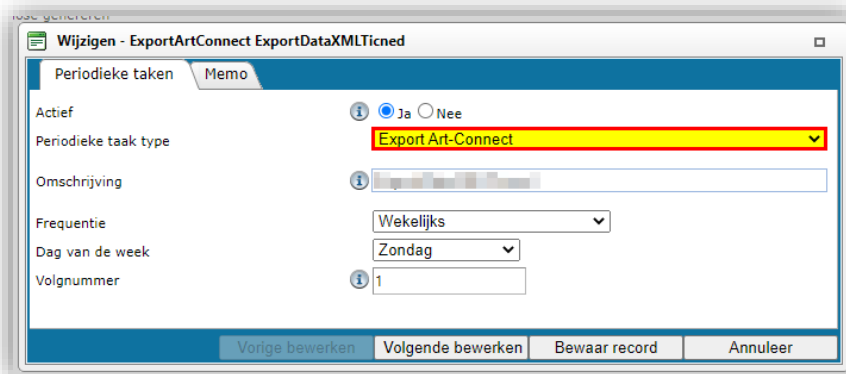 genereren
Wijzigen - ExportArtConnect ExportDataXMLTicned
Periodieke taken Memo
Actief Ja Nee
Periodieke taak type Export Art-Connect
Omschrijving
Frequentie Wekelijks
Dag van de week Zondag
Volgnummer 1
Vorige bewerken Volgende bewerken Bewaar record Annuleer